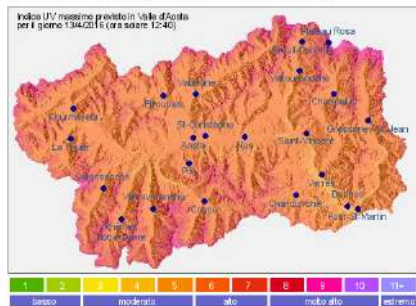 Indice UV massimo previsto in Valle d'Aosta
per il giorno 13/4/2016 (ora solare 12:40)
Plateau Rosa
Valtournenche
Valpelline
Etroubles
Courmayeur
St-Christophe
Gressoney-St-Jean
La Thuile
Aosta
Nus
Saint-Vincent
Pila
Verrès
Donnas
Cogne
Champorcher
Pont-St-Martin
1 2 3 4 5 6 7 8 9 10 11+
basso moderato alto molto alto estremo